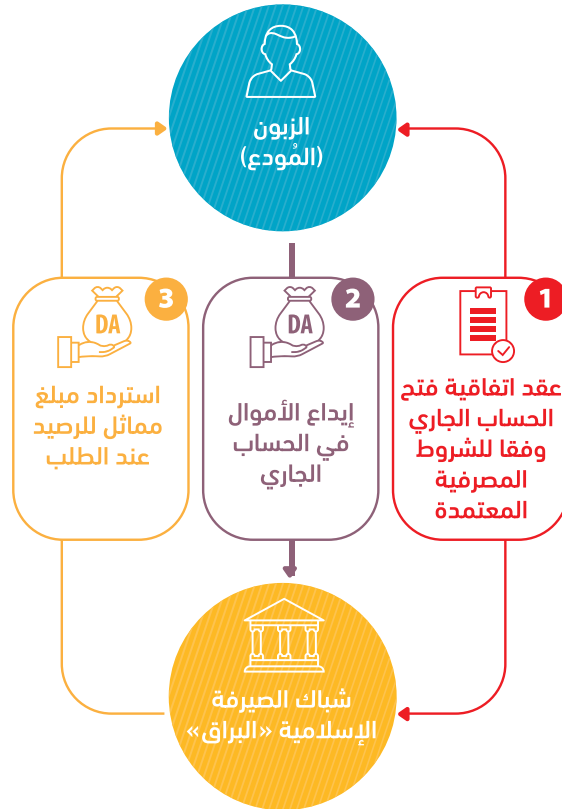 الزبون
(المُودع)
1
عقد اتفاقية فتح
الحساب الجاري
وفقا للشروط
المصرفية
المعتمدة
2
DA
إيداع الأموال
في الحساب
الجاري
3
DA
استرداد مبلغ
مماثل للرصيد
عند الطلب
شباك الصيرفة
الإسلامية «البراق»